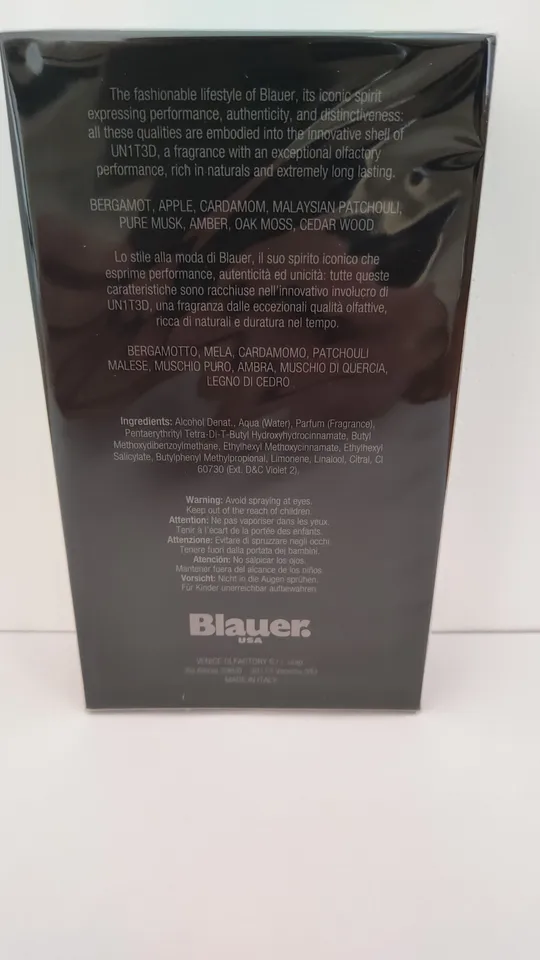 The fashionable lifestyle of Blauer, its iconic spirit
expressing performance, authenticity, and distinctiveness:
all these qualities are embodied into the innovative shell of
UN1T3D, a fragrance with an exceptional olfactory
performance, rich in naturals and extremely long lasting.
BERGAMOT, APPLE, CARDAMOM, MALAYSIAN PATCHOULI,
PURE MUSK, AMBER, OAK MOSS, CEDAR WOOD
Lo stile alla moda di Blauer, il suo spirito iconico che
esprime performance, autenticità ed unicità: tutte queste
caratteristiche sono racchiuse nell'innovativo involucro di
UN1T3D, una fragranza dalle eccezionali qualità olfattive,
ricca di naturali e duratura nel tempo.
BERGAMOTTO, MELA, CARDAMOMO, PATCHOULI
MALESE, MUSCHIO PURO, AMBRA, MUSCHIO DI QUERCIA,
LEGNO DI CEDRO
Ingredients: Alcohol Denat., Aqua (Water), Parfum (Fragrance),
Pentaerythrityl Tetra-Di-T-Butyl Hydroxyhydrocinnamate, Butyl
Methoxydibenzoylmethane, Ethylhexyl Methoxycinnamate, Ethylhexyl
Salicylate, Butylphenyl Methylpropional, Limonene, Linalool, Citral, CI
60730 (Ext. D&C Violet 2).
Warning: Avoid spraying at eyes.
Keep out of the reach of children.
Attention: Ne pas vaporiser dans les yeux.
Tenir à l'écart de la portée des enfants.
Attenzione: Evitare di spruzzare negli occhi.
Tenere fuori dalla portata dei bambini.
Atención: No salpicar los ojos.
Mantener fuera del alcance de los niños.
Vorsicht: Nicht in die Augen sprühen.
Für Kinder unerreichbar aufbewahren.
Blauer.
USA
VENICE OLFACTORY S.r.l.
MADE IN ITALY